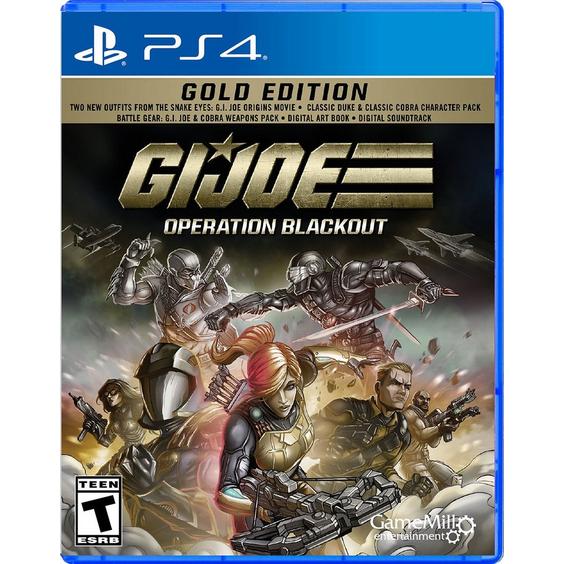 PS4
GOLD EDITION
TWO NEW OUTFITS FROM THE SNAKE EYES: G.I. JOE ORIGINS MOVIE • CLASSIC DUKE & CLASSIC COBRA CHARACTER PACK
BATTLE GEAR: G.I. JOE & COBRA WEAPONS PACK • DIGITAL ART BOOK • DIGITAL SOUNDTRACK
GI JOE
OPERATION BLACKOUT
TEEN
T
ESRB
GameMill
entertainment